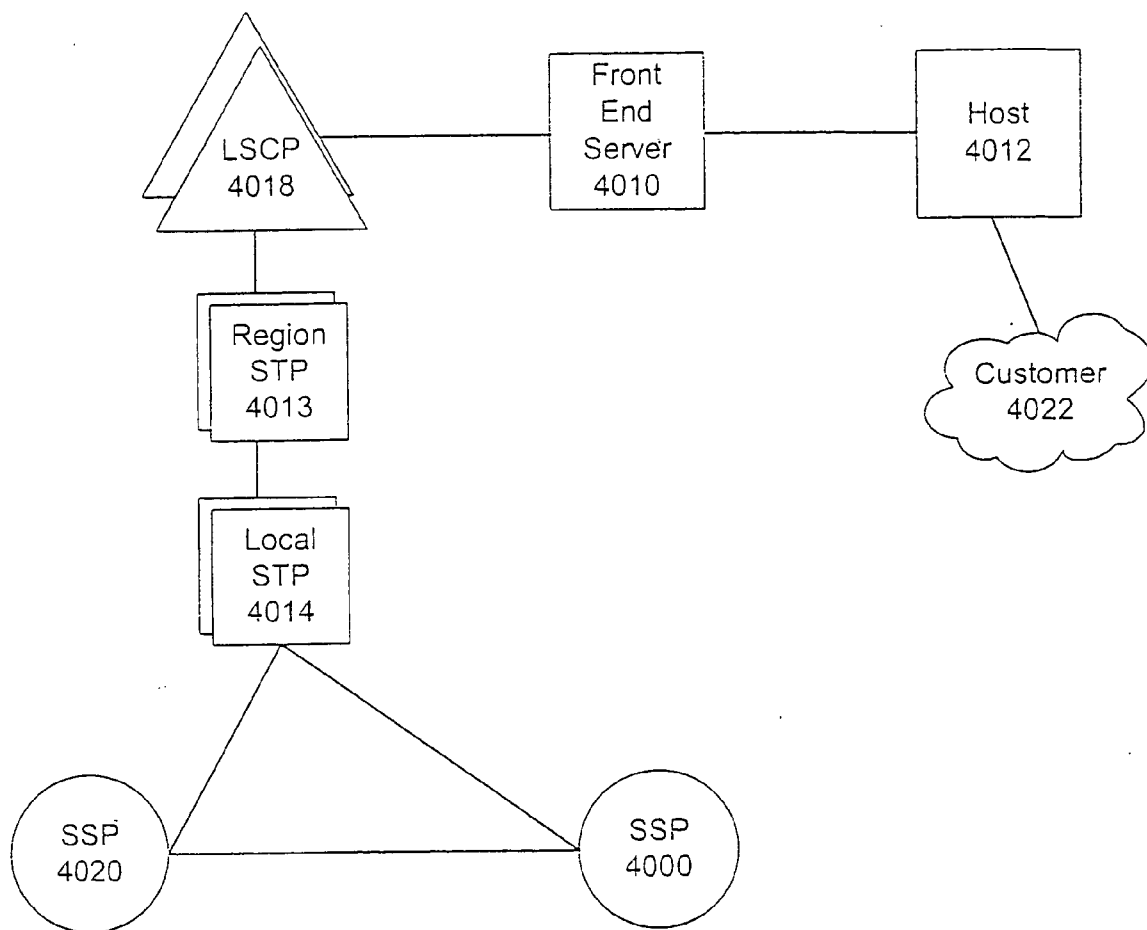 LSCP
4018
Front
End
Server
4010
Host
4012
Region
STP
4013
Customer
4022
Local
STP
4014
SSP
4020
SSP
4000